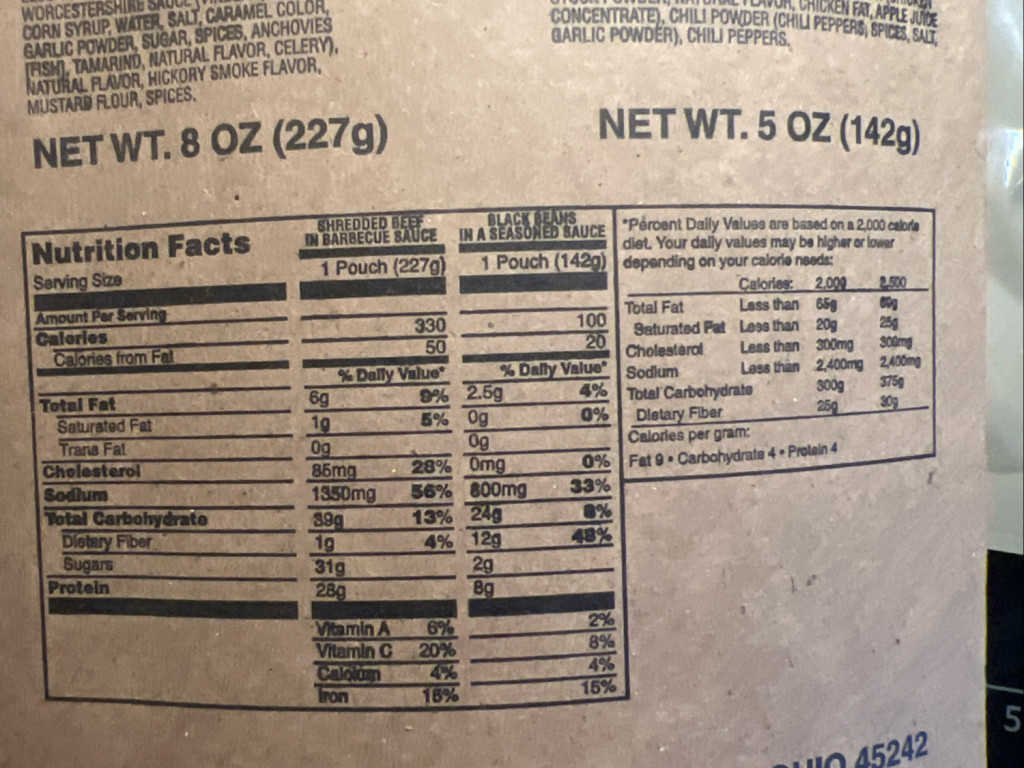 WORCESTERSHIRE SAUCE
CORN SYRUP, WATER, SALT, CARAMEL COLOR,
GARLIC POWDER, SUGAR, SPICES, ANCHOVIES
[FISH], TAMARIND, NATURAL FLAVOR, CELERY),
NATURAL FLAVOR, HICKORY SMOKE FLAVOR,
MUSTARD FLOUR, SPICES.
NET WT. 8 OZ (227g)
CHICKEN FAT, APPLE JUICE
CONCENTRATE), CHILI POWDER (CHILI PEPPERS, SPICES, SALT,
GARLIC POWDER), CHILI PEPPERS.
NET WT. 5 OZ (142g)
Nutrition Facts
SHREDDED BEEF
IN BARBECUE SAUCE
BLACK BEANS
IN A SEASONED SAUCE
Serving Size 1 Pouch (227g) 1 Pouch (142g)
Amount Per Serving
Calories 330 100
Calories from Fat 50 20
% Daily Value* % Daily Value*
Total Fat 6g 9% 2.5g 4%
Saturated Fat 1g 5% 0g 0%
Trans Fat 0g 0g
Cholesterol 85mg 28% 0mg 0%
Sodium 1350mg 56% 800mg 33%
Total Carbohydrate 39g 13% 24g 8%
Dietary Fiber 1g 4% 12g 48%
Sugars 31g 2g
Protein 28g 8g
Vitamin A 6% 2%
Vitamin C 20% 8%
Calcium 4% 4%
Iron 15% 15%
*Percent Daily Values are based on a 2,000 calorie
diet. Your daily values may be higher or lower
depending on your calorie needs:
Calories: 2,000 2,500
Total Fat Less than 65g 80g
Saturated Fat Less than 20g 25g
Cholesterol Less than 300mg 300mg
Sodium Less than 2,400mg 2,400mg
Total Carbohydrate 300g 375g
Dietary Fiber 25g 30g
Calories per gram:
Fat 9 • Carbohydrate 4 • Protein 4
OHIO 45242
5